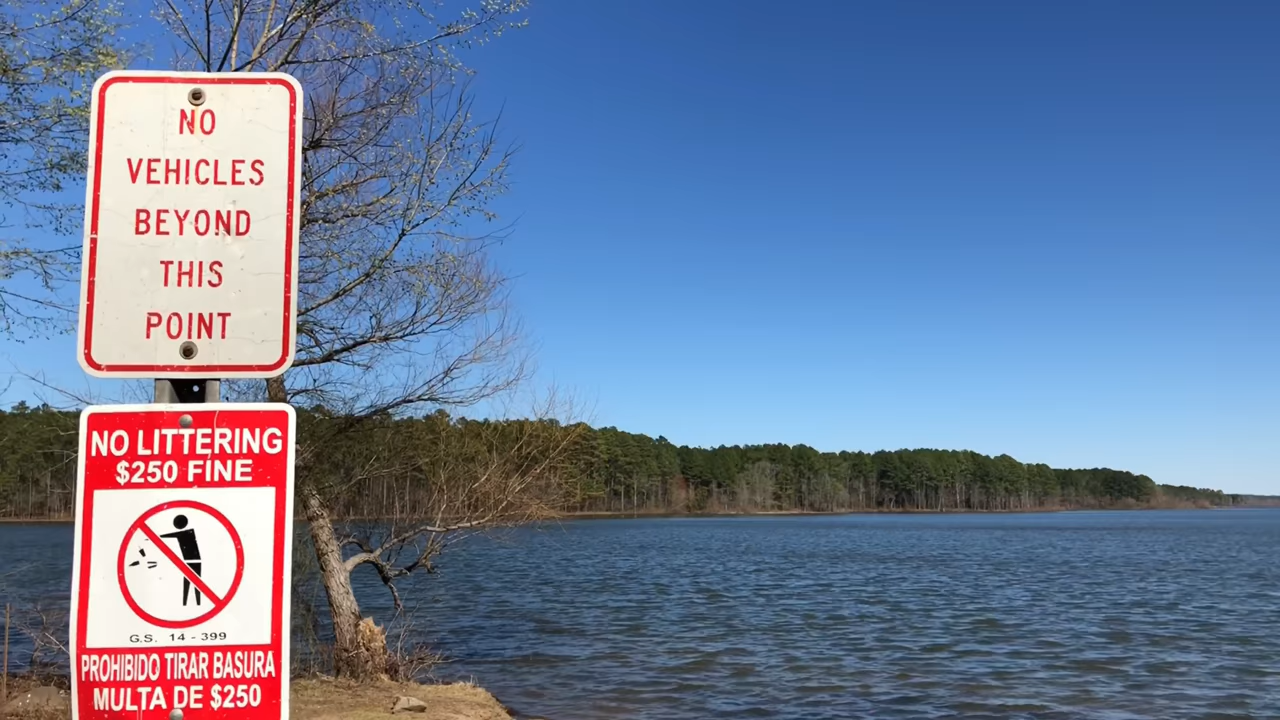 NO
VEHICLES
BEYOND
THIS
POINT
NO LITTERING
$250 FINE
G.S. 14 - 399
PROHIBIDO TIRAR BASURA
MULTA DE $250